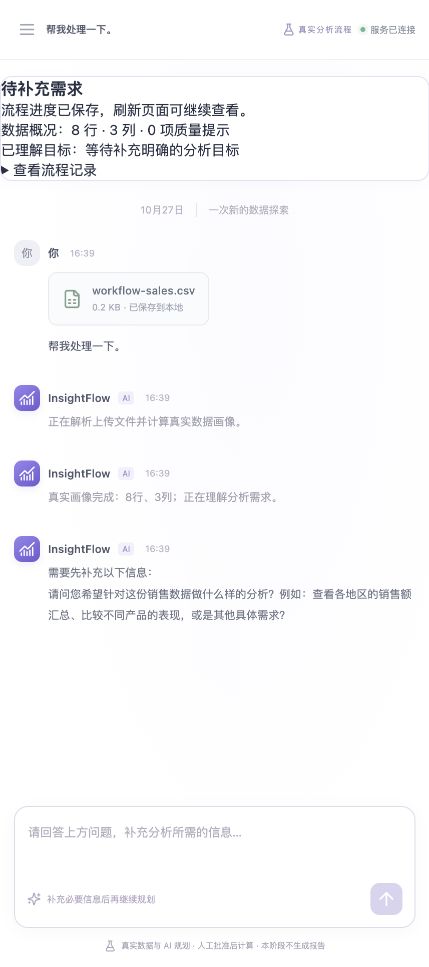 帮我处理一下。
真实分析流程
服务已连接
待补充需求
流程进度已保存，刷新页面可继续查看。
数据概况：8 行 · 3 列 · 0 项质量提示
已理解目标：等待补充明确的分析目标
查看流程记录
10月27日
一次新的数据探索
你
你 16:39
workflow-sales.csv
0.2 KB · 已保存到本地
帮我处理一下。
InsightFlow AI 16:39
正在解析上传文件并计算真实数据画像。
InsightFlow AI 16:39
真实画像完成：8行、3列；正在理解分析需求。
InsightFlow AI 16:39
需要先补充以下信息：
请问您希望针对这份销售数据做什么样的分析？例如：查看各地区的销售额
汇总、比较不同产品的表现，或是其他具体需求？
请回答上方问题，补充分析所需的信息...
补充必要信息后再继续规划
真实数据与 AI 规划 · 人工批准后计算 · 本阶段不生成报告